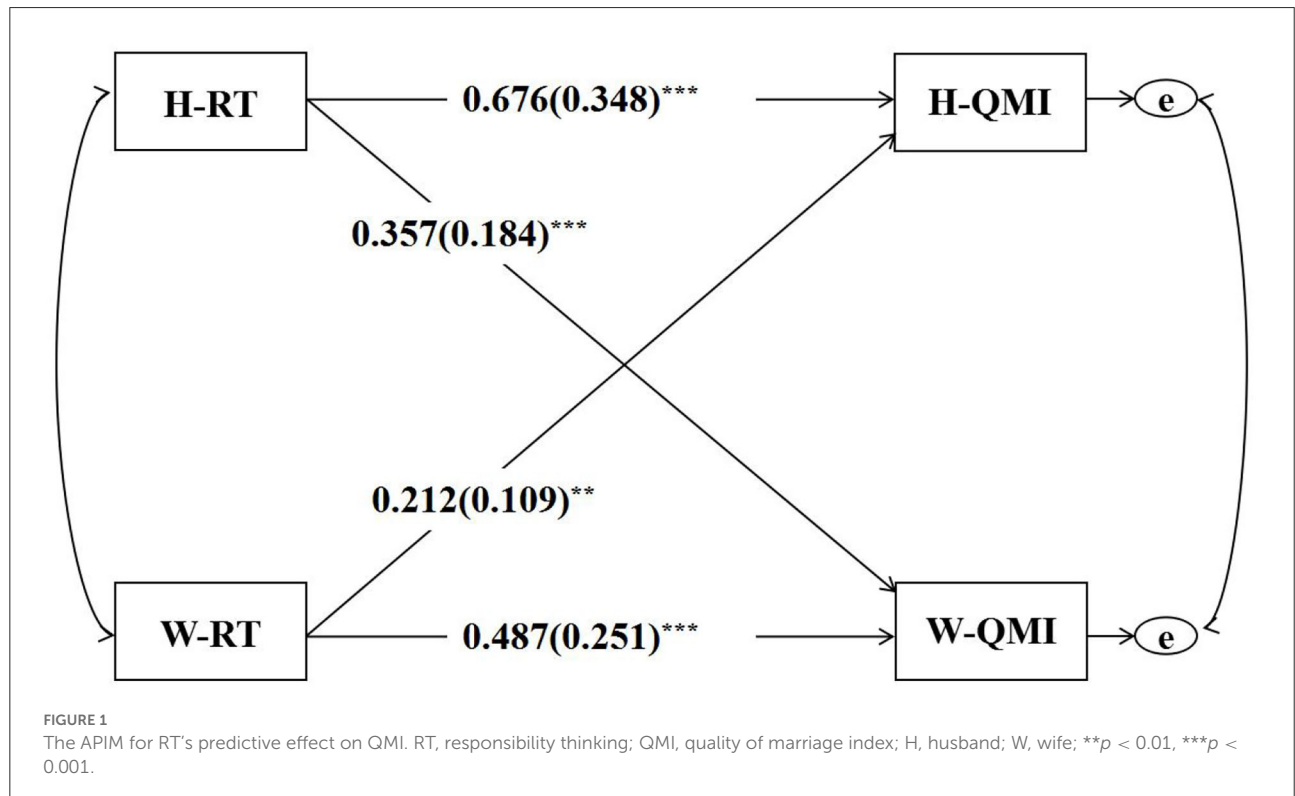 H-RT
0.676(0.348)***
H-QMI
e
0.357(0.184)***
0.212(0.109)**
W-RT
0.487(0.251)***
W-QMI
e
FIGURE 1
The APIM for RT's predictive effect on QMI. RT, responsibility thinking; QMI, quality of marriage index; H, husband; W, wife; **p < 0.01, ***p <
0.001.